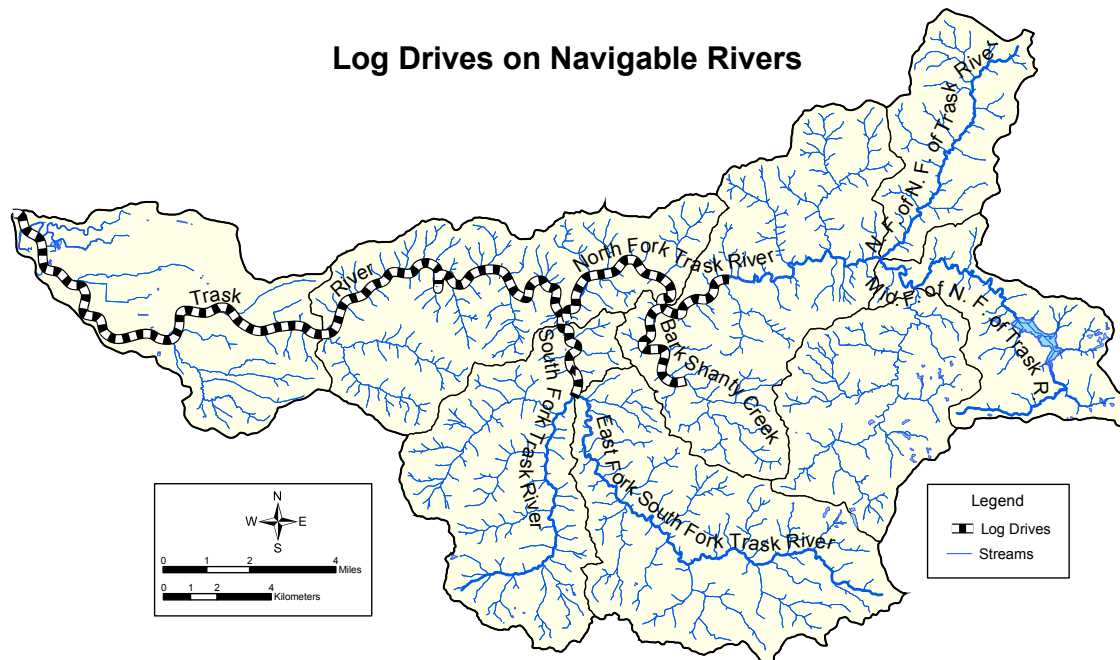 Log Drives on Navigable Rivers
N. F. of N. F. of Trask River
North Fork Trask River
River
Trask
Mid. F. of N. F. of Trask R.
South Fork Trask River
Bark Shanty Creek
East Fork South Fork Trask River
N
W E
S
0 1 2 4 Miles
0 1 2 4 Kilometers
Legend
Log Drives
Streams